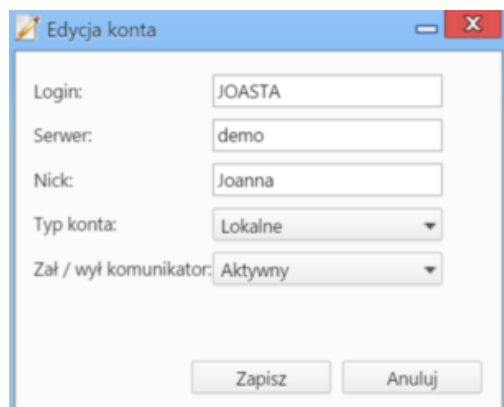 Edycja konta
Login: JOASTA
Serwer: demo
Nick: Joanna
Typ konta: Lokalne
Zał / wył komunikator: Aktywny
Zapisz Anuluj